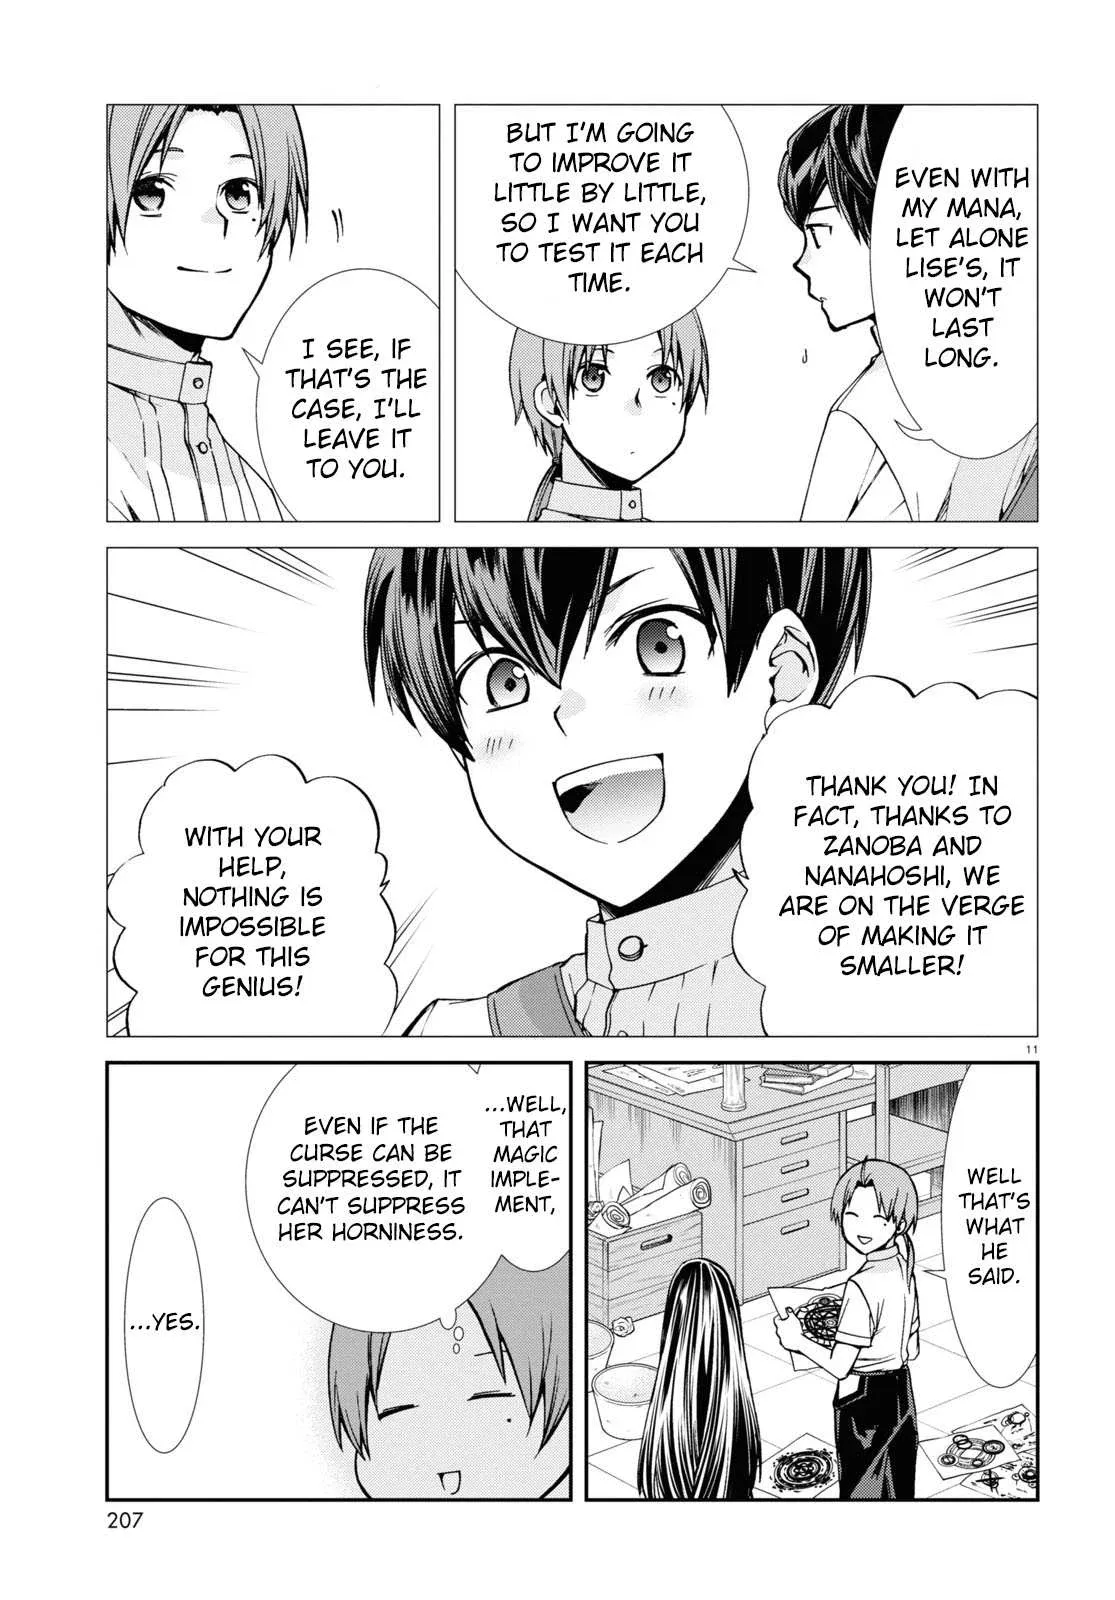 EVEN WITH
MY MANA,
LET ALONE
LISE'S, IT
WON'T
LAST
LONG.
BUT I'M GOING
TO IMPROVE IT
LITTLE BY LITTLE,
SO I WANT YOU
TO TEST IT EACH
TIME.
I SEE, IF
THAT'S THE
CASE, I'LL
LEAVE IT
TO YOU.
THANK YOU! IN
FACT, THANKS TO
ZANOBA AND
NANAHOSHI, WE
ARE ON THE VERGE
OF MAKING IT
SMALLER!
WITH YOUR
HELP,
NOTHING IS
IMPOSSIBLE
FOR THIS
GENIUS!
11
WELL
THAT'S
WHAT
HE
SAID.
...WELL,
THAT
MAGIC
IMPLE-
MENT,
EVEN IF THE
CURSE CAN BE
SUPPRESSED, IT
CAN'T SUPPRESS
HER HORNINESS.
...YES.
207